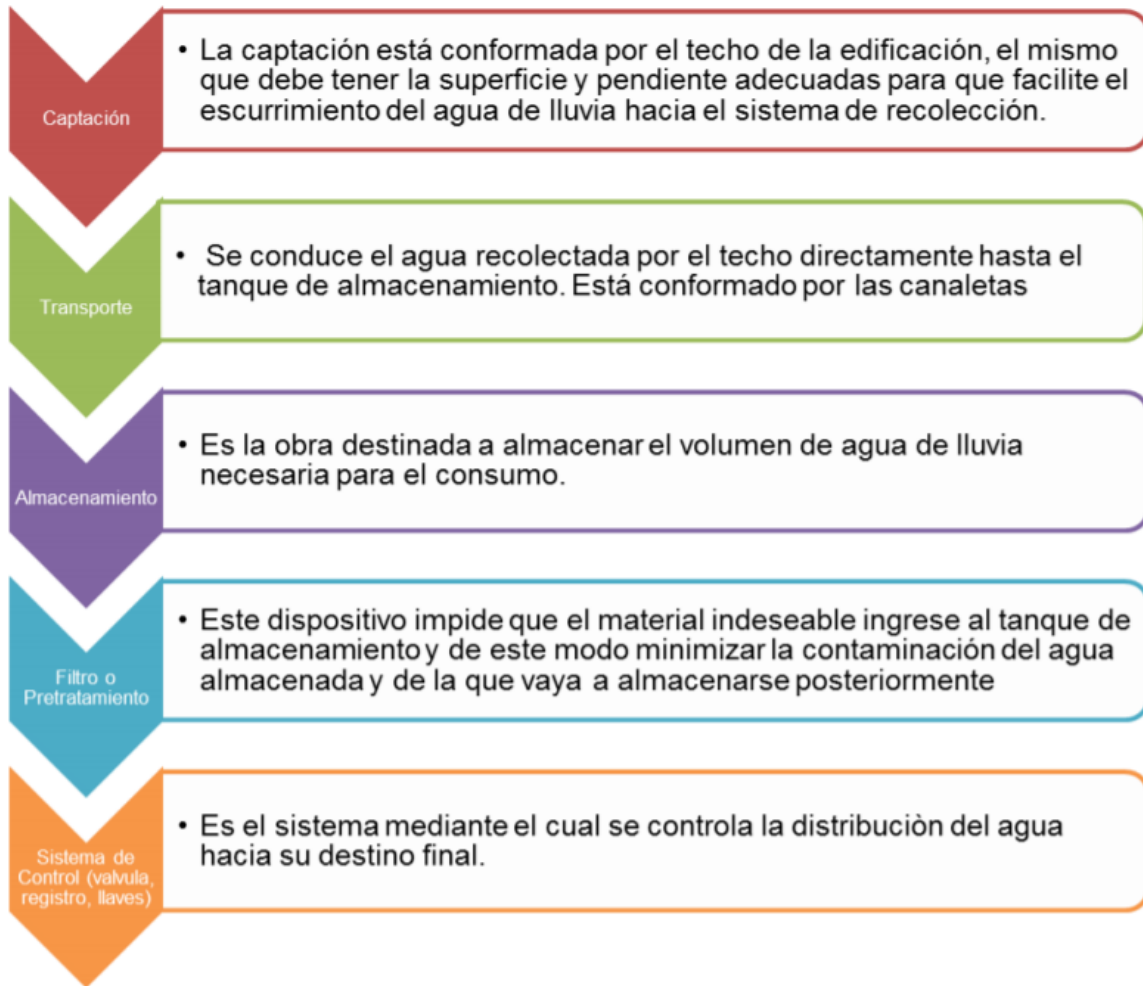 Captación
• La captación está conformada por el techo de la edificación, el mismo
que debe tener la superficie y pendiente adecuadas para que facilite el
escurrimiento del agua de lluvia hacia el sistema de recolección.
Transporte
• Se conduce el agua recolectada por el techo directamente hasta el
tanque de almacenamiento. Está conformado por las canaletas
Almacenamiento
• Es la obra destinada a almacenar el volumen de agua de lluvia
necesaria para el consumo.
Filtro o
Pretratamiento
• Este dispositivo impide que el material indeseable ingrese al tanque de
almacenamiento y de este modo minimizar la contaminación del agua
almacenada y de la que vaya a almacenarse posteriormente
Sistema de
Control (valvula,
registro, llaves)
• Es el sistema mediante el cual se controla la distribuciòn del agua
hacia su destino final.